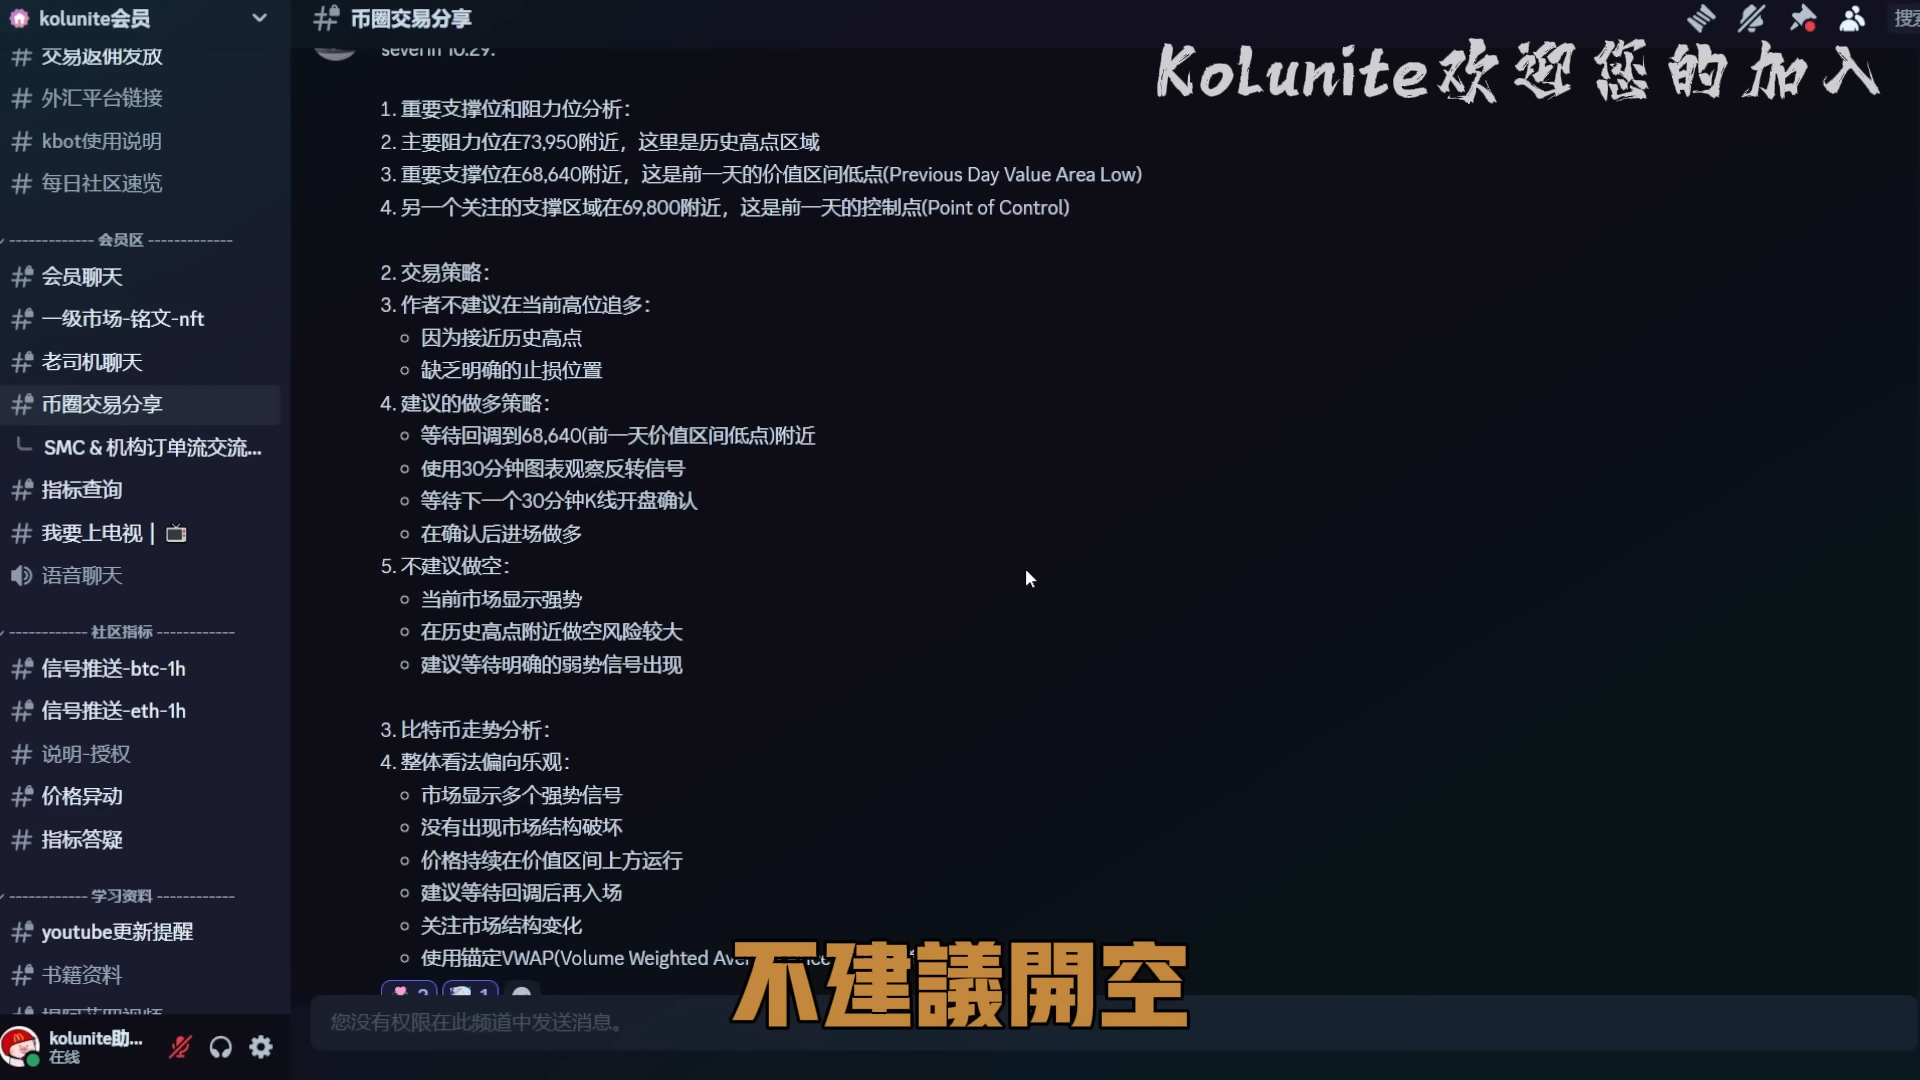 kolunite会员
交易返佣发放
外汇平台链接
kbot使用说明
每日社区速览
会员区
会员聊天
一级市场-铭文-nft
老司机聊天
币圈交易分享
SMC & 机构订单流交流...
指标查询
我要上电视 | 📺
语音聊天
社区指标
信号推送-btc-1h
信号推送-eth-1h
说明-授权
价格异动
指标答疑
学习资料
youtube更新提醒
书籍资料
kolunite助...
在线
币圈交易分享
搜索
Kolunite欢迎您的加入
severin 10.29:
1. 重要支撑位和阻力位分析：
2. 主要阻力位在73,950附近，这里是历史高点区域
3. 重要支撑位在68,640附近，这是前一天的价值区间低点(Previous Day Value Area Low)
4. 另一个关注的支撑区域在69,800附近，这是前一天的控制点(Point of Control)
2. 交易策略：
3. 作者不建议在当前高位追多：
因为接近历史高点
缺乏明确的止损位置
4. 建议的做多策略：
等待回调到68,640(前一天价值区间低点)附近
使用30分钟图表观察反转信号
等待下一个30分钟K线开盘确认
在确认后进场做多
5. 不建议做空：
当前市场显示强势
在历史高点附近做空风险较大
建议等待明确的弱势信号出现
3. 比特币走势分析：
4. 整体看法偏向乐观：
市场显示多个强势信号
没有出现市场结构破坏
价格持续在价值区间上方运行
建议等待回调后再入场
关注市场结构变化
使用锚定VWAP(Volume Weighted
不建議開空
您没有权限在此频道中发送消息。